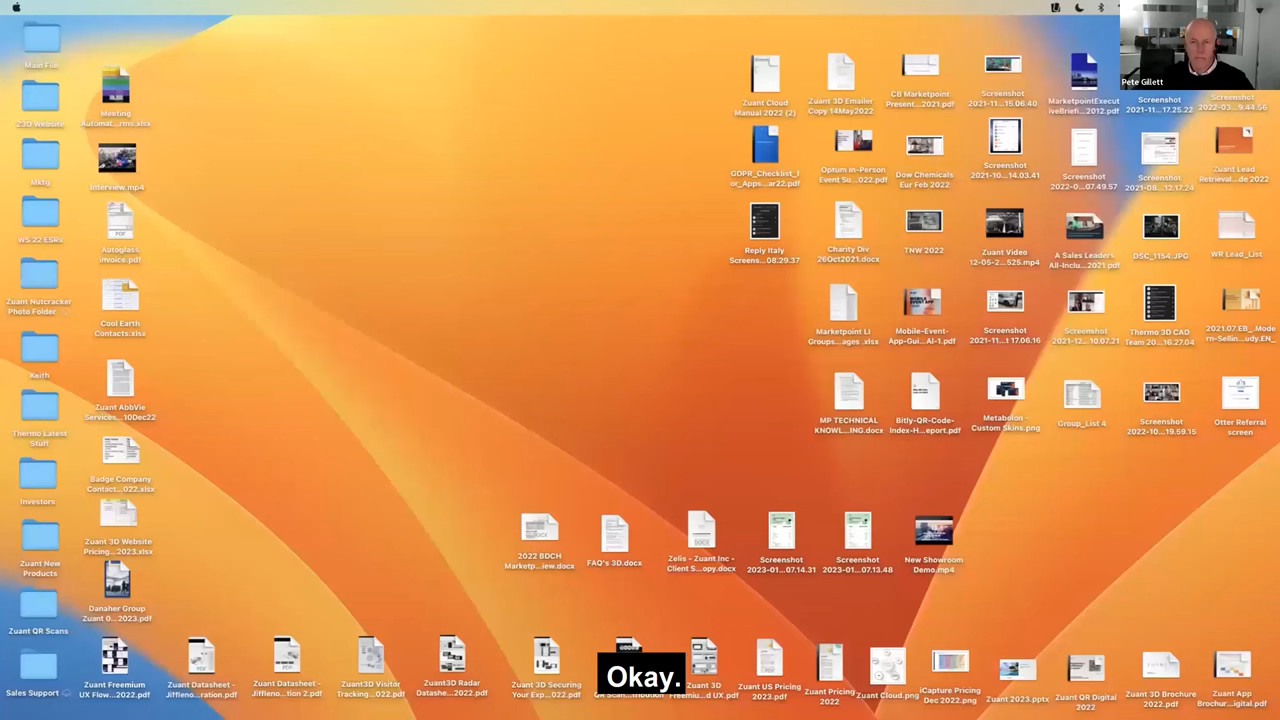 Pete Gillett
Main File
Z3D Website
Mktg
WS 22 ESRs
Zuant Nutcracker
Photo Folder
Keith
Thermo Latest
Stuff
Investors
Zuant New
Products
Zuant QR Scans
Sales Support
Meeting
Automat...rms.xlsx
Interview.mp4
Autoglass
invoice.pdf
Cool Earth
Contacts.xlsx
Zuant AbbVie
Services...10Dec22
Badge Company
Contact...022.xlsx
Zuant 3D Website
Pricing...2023.xlsx
Danaher Group
Zuant 0...2023.pdf
Zuant Cloud
Manual 2022 (2)
Zuant 3D Emailer
Copy 14May2022
CB Marketpoint
Present...2021.pdf
Screenshot
2021-11...15.06.40
MarketpointExecut
iveBriefi...2012.pdf
Screenshot
2021-11...17.25.22
Screenshot
2022-03...9.44.56
GDPR_Checklist_f
or_Apps...ar22.pdf
Optum in-Person
Event Su...022.pdf
Dow Chemicals
Eur Feb 2022
Screenshot
2021-10...14.03.41
Screenshot
2022-0...07.49.57
Screenshot
2021-08...12.17.24
Zuant Lead
Retrieval...de 2022
Reply Italy
Screens...08.29.37
Charity Div
26Oct2021.docx
TNW 2022
Zuant Video
12-05-2...525.mp4
A Sales Leaders
All-Inclu...2021.pdf
DSC_1154.JPG
WR Lead_List
Marketpoint LI
Groups...ages .xlsx
Mobile-Event-
App-Gui...AI-1.pdf
Screenshot
2021-11...t 17.06.16
Screenshot
2021-12...10.07.21
Thermo 3D CAD
Team 20...16.27.04
2021.07.EB_.Mode
rn-Sellin...udy.EN_
MP TECHNICAL
KNOWL...ING.docx
Bitly-QR-Code-
Index-H...eport.pdf
Metabolon -
Custom Skins.png
Group_List 4
Screenshot
2022-10...19.59.15
Otter Referral
screen
2022 BDCH
Marketp...iew.docx
FAQ's 3D.docx
Zelis - Zuant Inc -
Client S...opy.docx
Screenshot
2023-01...07.14.31
Screenshot
2023-01...07.13.48
New Showroom
Demo.mp4
Zuant Freemium
UX Flow...2022.pdf
Datasheet -
Jiffleno...ration.pdf
Datasheet -
Jiffleno...tion 2.pdf
Zuant3D Visitor
Tracking...022.pdf
Zuant3D Radar
Datashe...2022.pdf
Zuant 3D Securing
Your Exp...022.pdf
Zuant 3D
Freemiu...d UX.pdf
Zuant US Pricing
2023.pdf
Zuant Pricing
2022
Zuant Cloud.png
iCapture Pricing
Dec 2022.png
Zuant 2023.pptx
Zuant QR Digital
2022
Zuant 3D Brochure
2022.pdf
Zuant App
Brochur...igital.pdf
Okay.